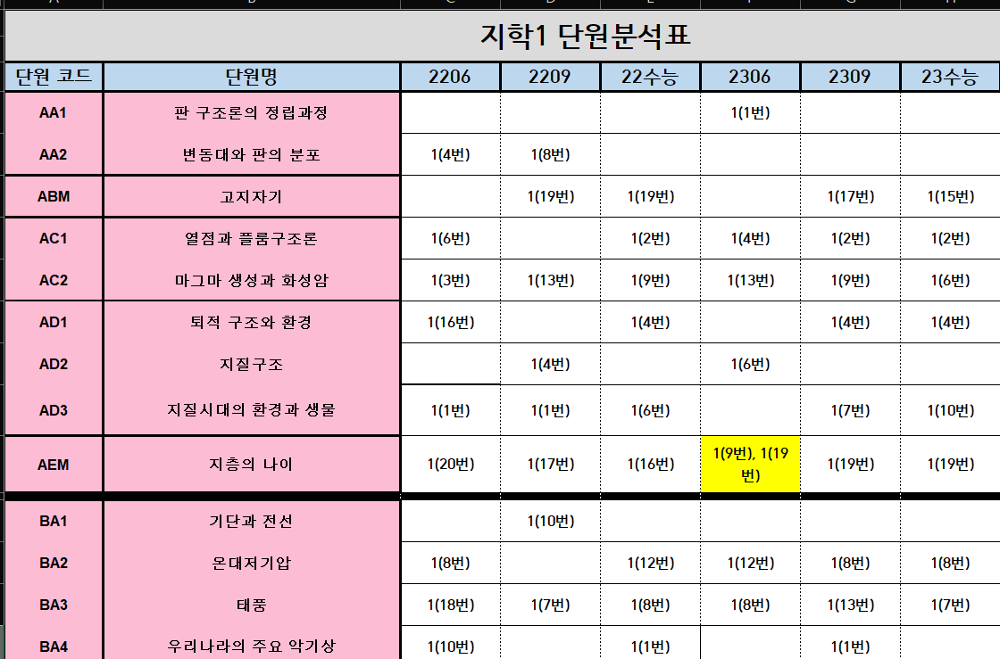 지학1 단원분석표
단원 코드 단원명 2206 2209 22수능 2306 2309 23수능
AA1 판 구조론의 정립과정 1(1번)
AA2 변동대와 판의 분포 1(4번) 1(8번)
ABM 고지자기 1(19번) 1(19번) 1(17번) 1(15번)
AC1 열점과 플룸구조론 1(6번) 1(2번) 1(4번) 1(2번) 1(2번)
AC2 마그마 생성과 화성암 1(3번) 1(13번) 1(9번) 1(13번) 1(9번) 1(6번)
AD1 퇴적 구조와 환경 1(16번) 1(4번) 1(4번) 1(4번)
AD2 지질구조 1(4번) 1(6번)
AD3 지질시대의 환경과 생물 1(1번) 1(1번) 1(6번) 1(7번) 1(10번)
AEM 지층의 나이 1(20번) 1(17번) 1(16번) 1(9번), 1(19
번) 1(19번) 1(19번)
BA1 기단과 전선 1(10번)
BA2 온대저기압 1(8번) 1(12번) 1(12번) 1(8번) 1(8번)
BA3 태풍 1(18번) 1(7번) 1(8번) 1(8번) 1(13번) 1(7번)
BA4 우리나라의 주요 악기상 1(10번) 1(1번) 1(1번)